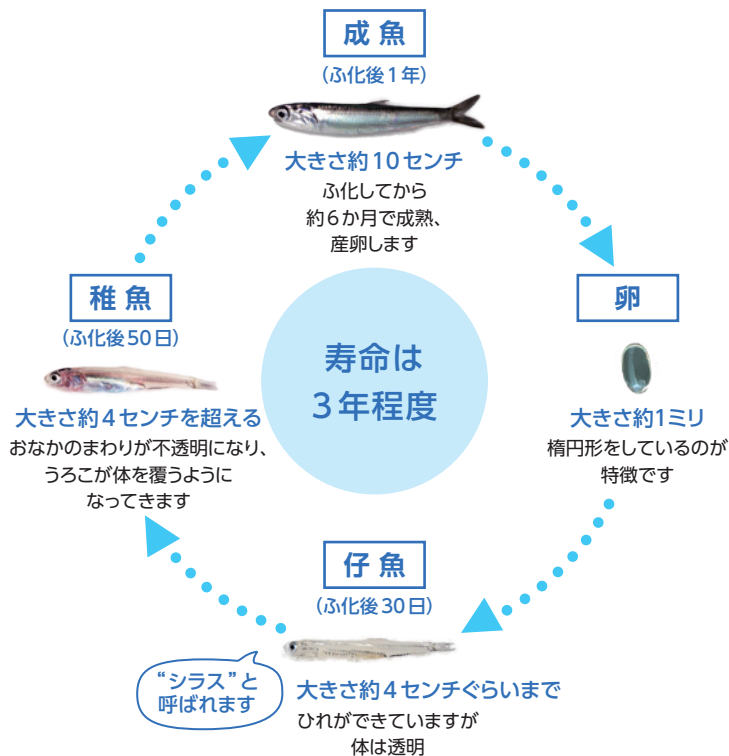 成魚
(ふ化後1年)
大きさ約10センチ
ふ化してから
約6か月で成熟、
産卵します
卵
大きさ約1ミリ
楕円形をしているのが
特徴です
仔魚
(ふ化後30日)
“シラス”と
呼ばれます
大きさ約4センチぐらいまで
ひれができていますが
体は透明
稚魚
(ふ化後50日)
大きさ約4センチを超える
おなかのまわりが不透明になり、
うろこが体を覆うように
なってきます
寿命は
3年程度